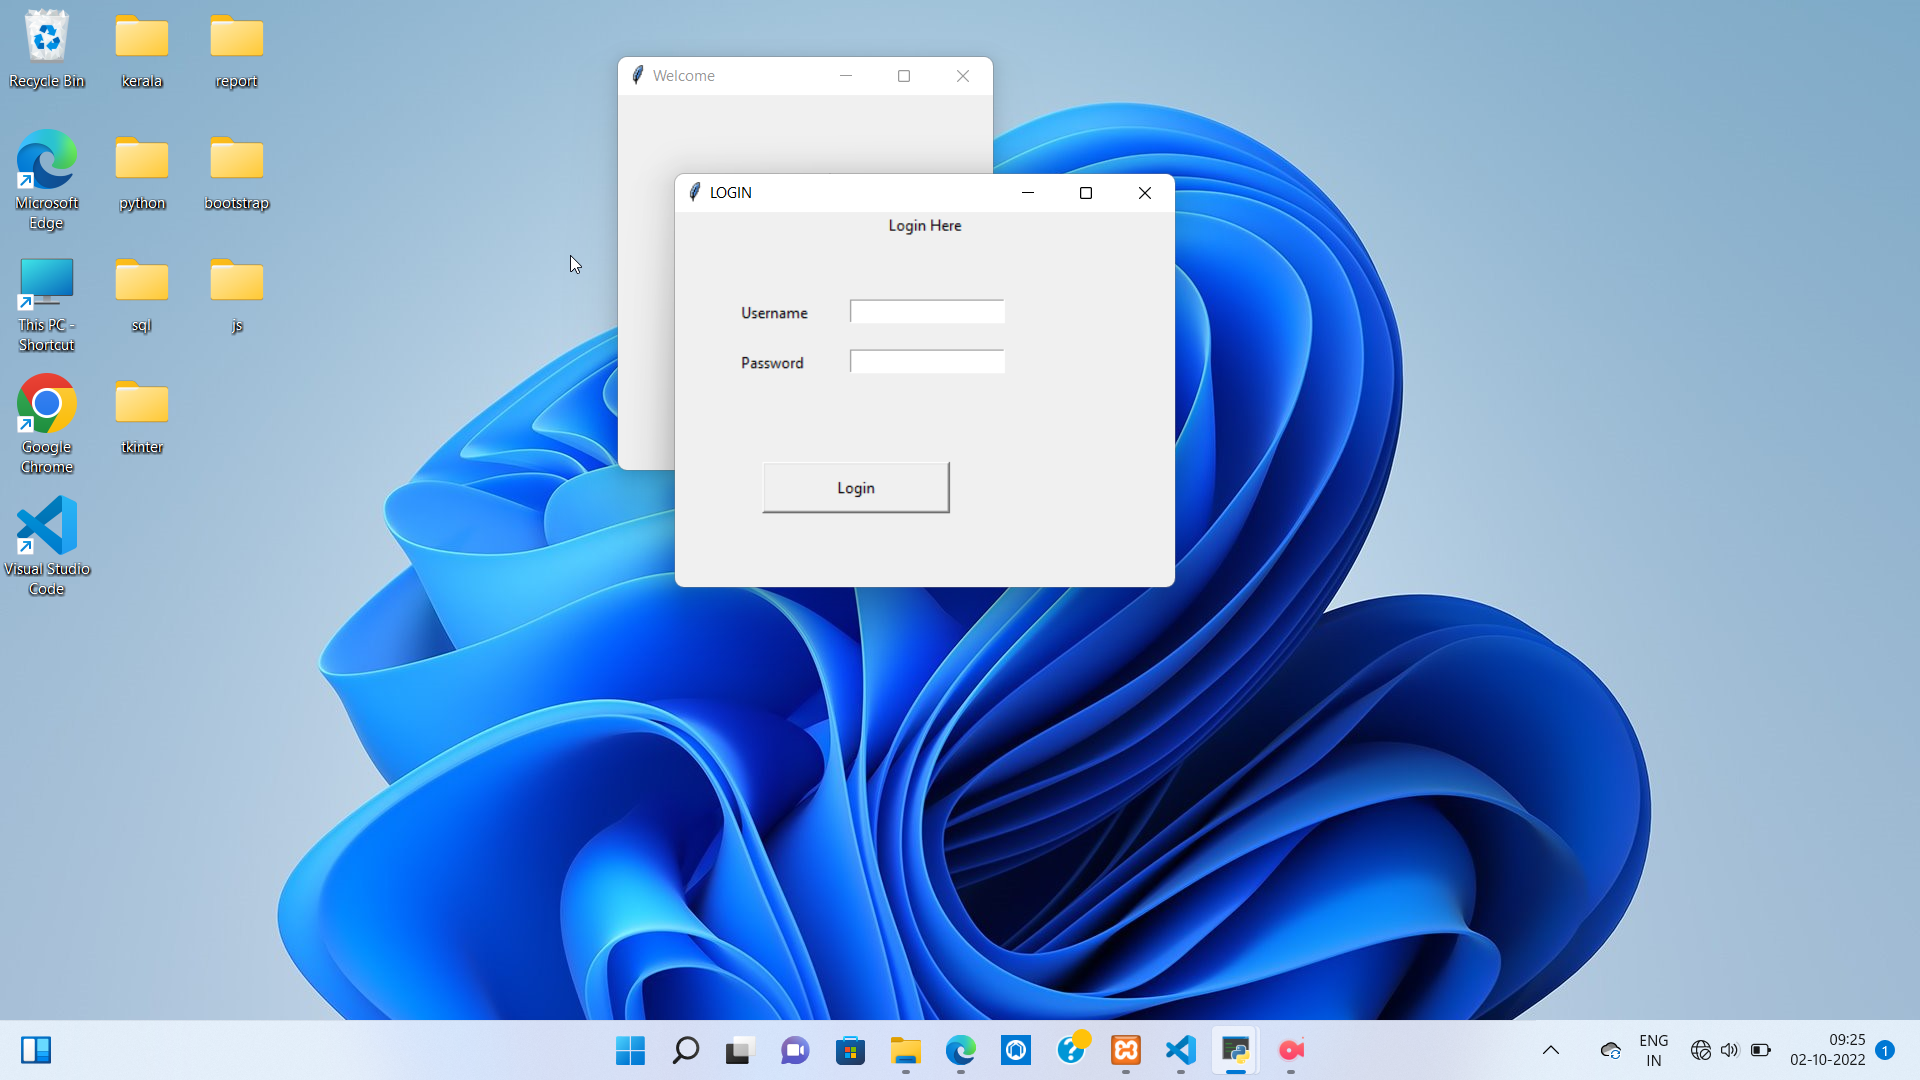 Recycle Bin
kerala
report
Microsoft
Edge
python
bootstrap
This PC -
Shortcut
sql
js
Google
Chrome
tkinter
Visual Studio
Code
Welcome
LOGIN
Login Here
Username
Password
Login
ENG
IN
09:25
02-10-2022
1